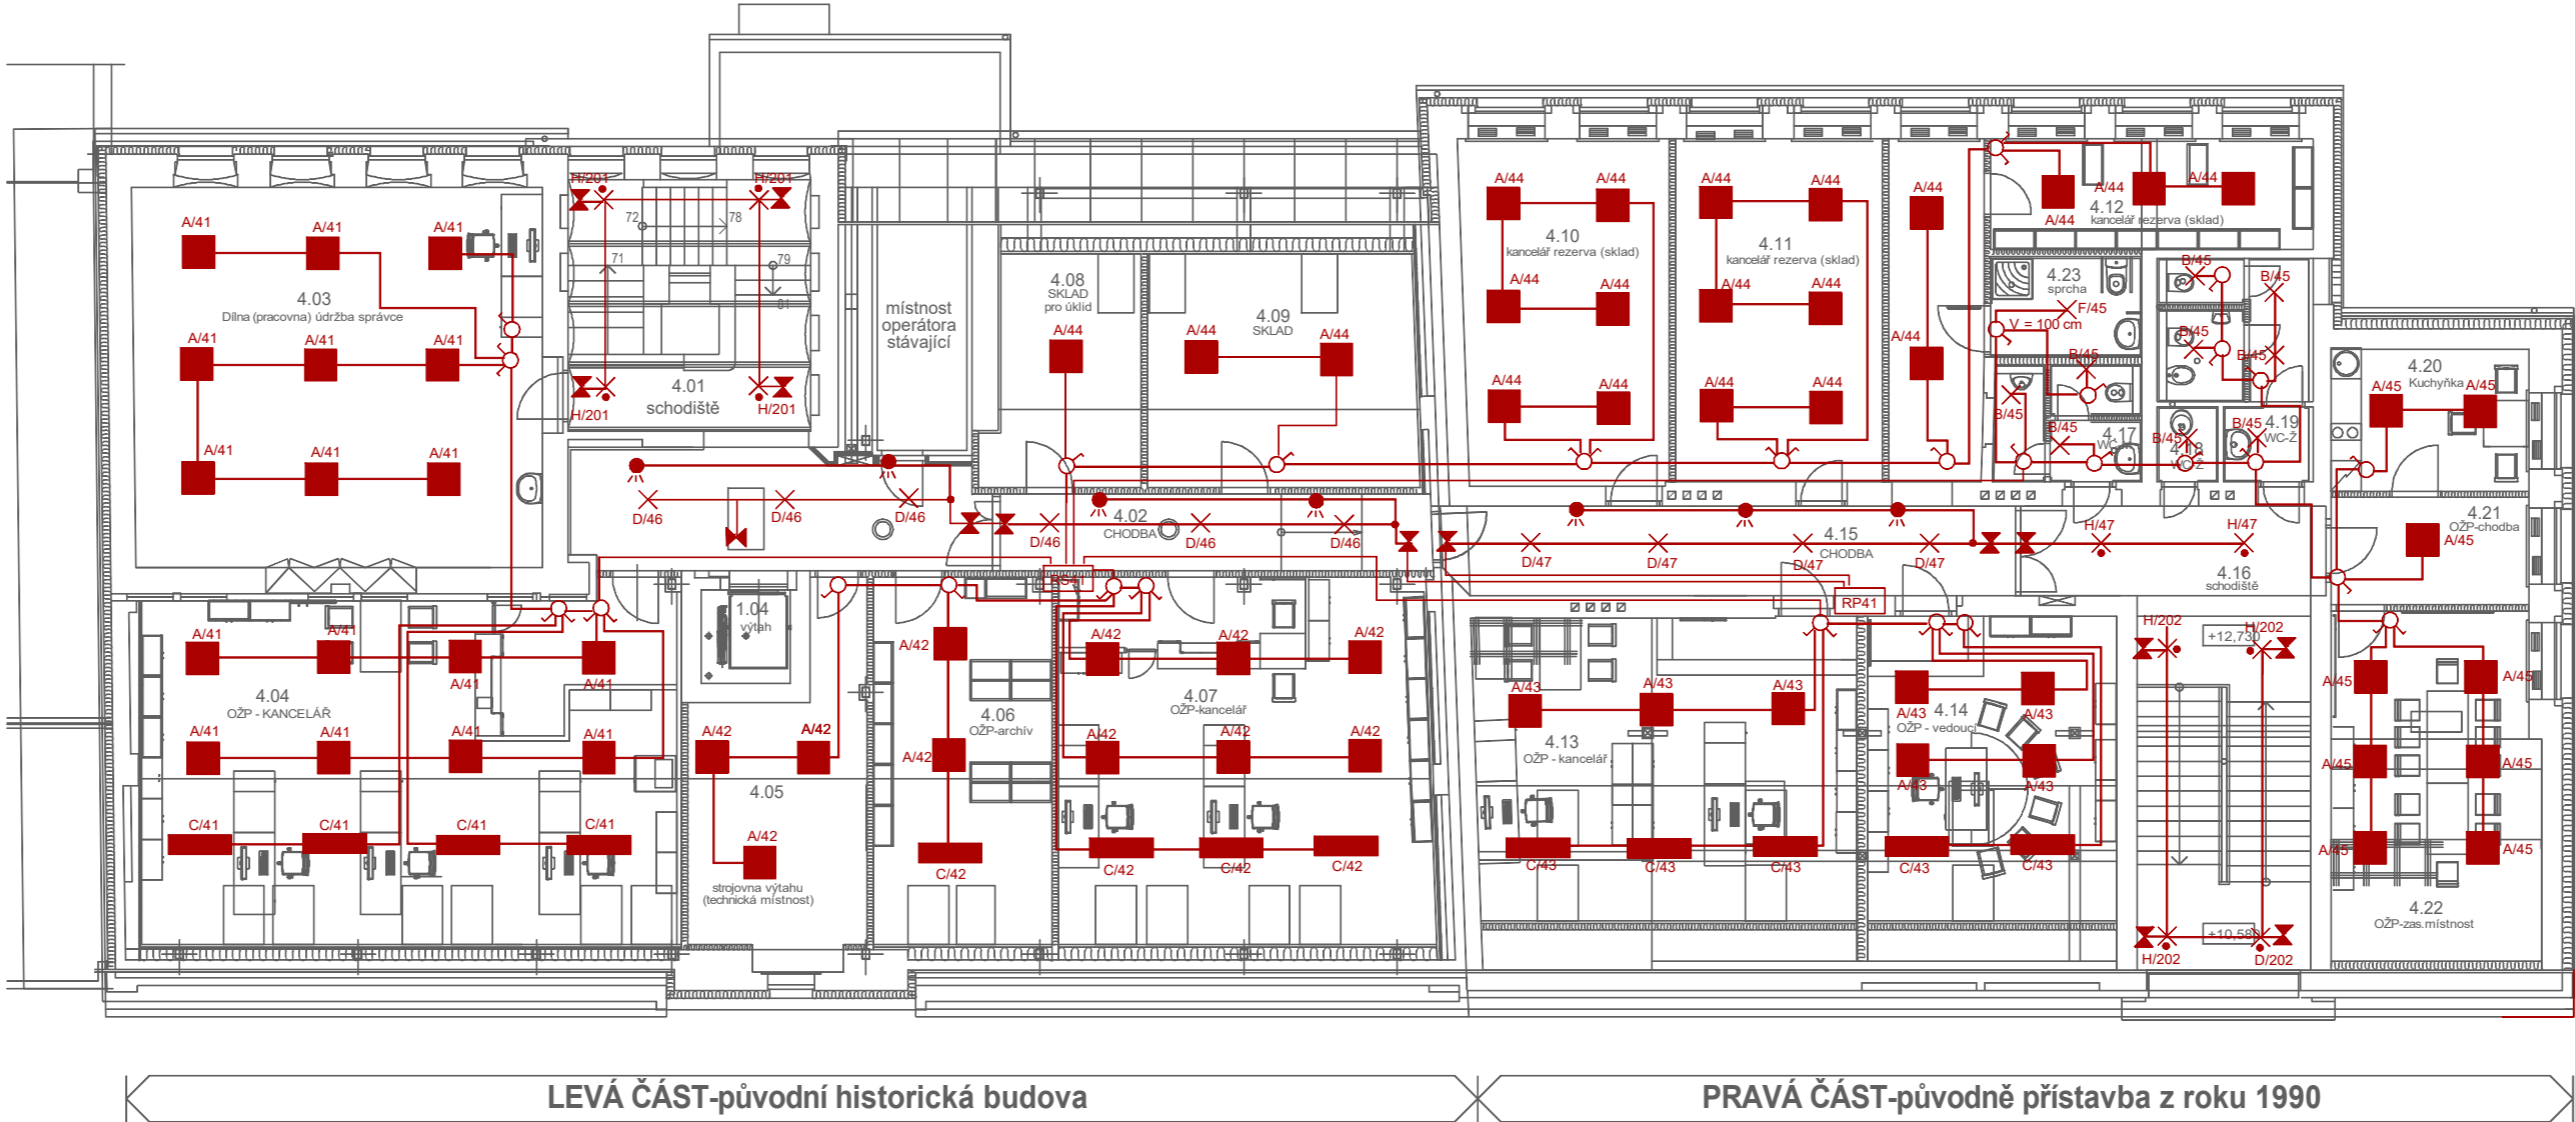 H/201
H/201
72
78
71
79
81
A/41
A/41
A/41
4.03
Dílna (pracovna) údržba správce
A/41
A/41
A/41
A/41
A/41
A/41
4.01
schodiště
H/201
H/201
místnost
operátora
stávající
4.08
SKLAD
pro úklid
A/44
4.09
SKLAD
A/44
A/44
A/44
A/44
4.10
kancelář rezerva (sklad)
A/44
A/44
A/44
A/44
A/44
A/44
4.11
kancelář rezerva (sklad)
A/44
A/44
A/44
A/44
A/44
A/44
A/44
A/44
A/44
4.12
kancelář rezerva (sklad)
4.23
sprcha
F/45
V = 100 cm
B/45
B/45
B/45
B/45
B/45
B/45
B/45
4.17
WC
B/45
4.18
WC-Ž
B/45
4.19
WC-Ž
4.20
Kuchyňka
A/45
A/45
4.21
OŽP-chodba
A/45
D/46
D/46
D/46
4.02
CHODBA
D/46
D/46
D/46
D/47
D/47
4.15
CHODBA
D/47
D/47
H/47
H/47
4.16
schodiště
RS41
RP41
1.04
výtah
A/41
A/41
A/41
A/41
4.04
OŽP - KANCELÁŘ
A/41
A/41
A/41
A/41
C/41
C/41
C/41
C/41
A/42
A/42
4.05
A/42
strojovna výtahu
(technická místnost)
A/42
4.06
OŽP-archív
A/42
C/42
A/42
A/42
A/42
4.07
OŽP-kancelář
A/42
A/42
A/42
C/42
C/42
C/42
A/43
A/43
A/43
4.13
OŽP - kancelář
C/43
C/43
C/43
A/43
A/43
4.14
OŽP - vedoucí
A/43
A/43
C/43
C/43
H/202
+12,730
H/202
+10,580
H/202
D/202
A/45
A/45
A/45
A/45
A/45
A/45
4.22
OŽP-zas.místnost
LEVÁ ČÁST-původní historická budova
PRAVÁ ČÁST-původně přístavba z roku 1990